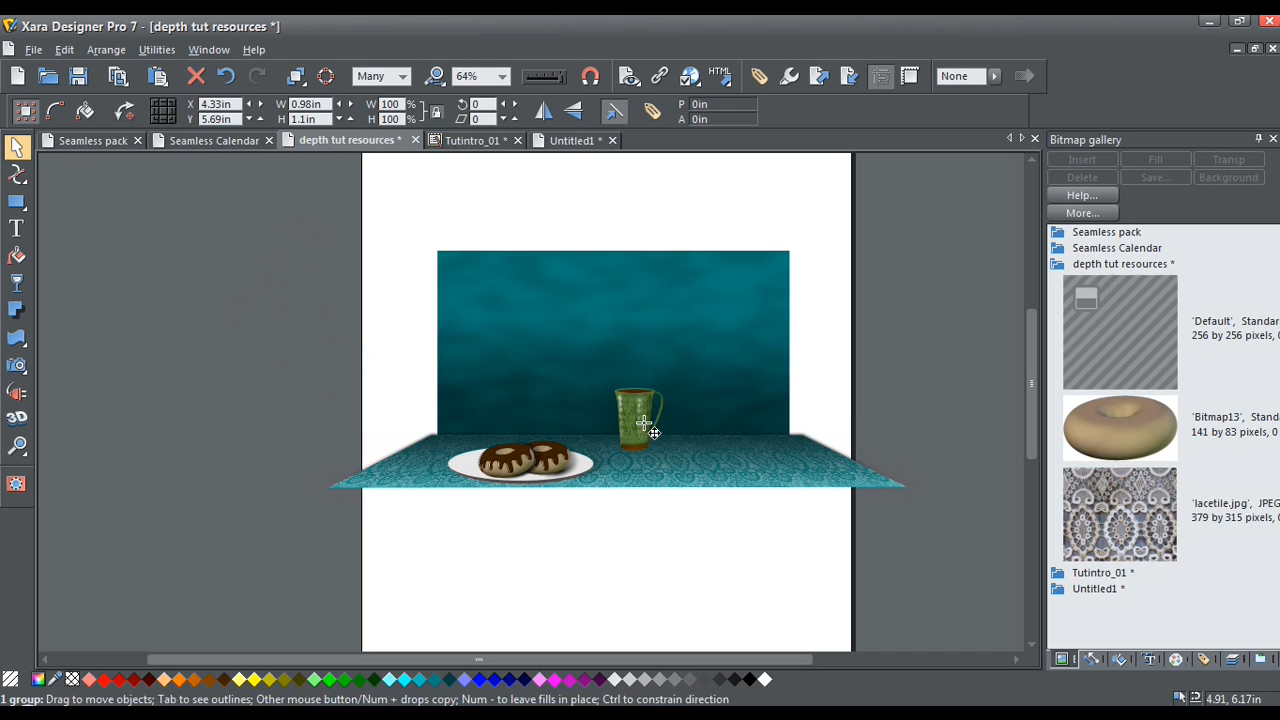 Xara Designer Pro 7 - [depth tut resources *]
File Edit Arrange Utilities Window Help
Many 64% HTML None
X 4.33in W 0.98in W 100 % 0 P 0in
Y 5.69in H 1.1in H 100 % 0 A 0in
Seamless pack Seamless Calendar depth tut resources * Tutintro_01 * Untitled1 *
Bitmap gallery
Insert Fill Transp
Delete Save... Background
Help...
More...
Seamless pack
Seamless Calendar
depth tut resources *
'Default', Standar
256 by 256 pixels, 0
'Bitmap13', Standa
141 by 83 pixels, 0
'lacetile.jpg', JPEG
379 by 315 pixels, 0
Tutintro_01 *
Untitled1 *
T
3D
1 group: Drag to move objects; Tab to see outlines; Other mouse button/Num + drops copy; Num - to leave fills in place; Ctrl to constrain direction
4.91, 6.17in